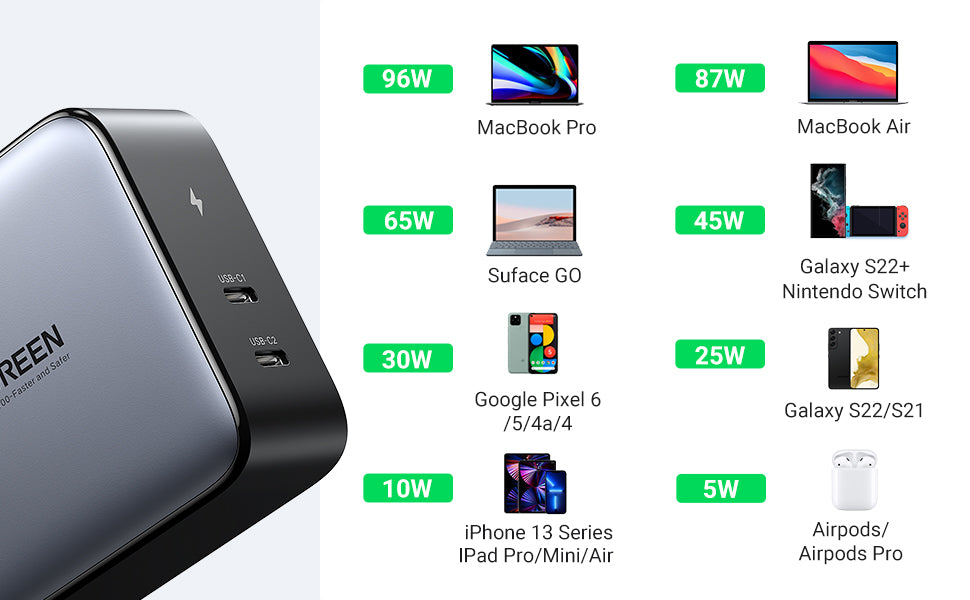 USB-C1
USB-C2
REEN
00-Faster and Safer
96W
MacBook Pro
87W
MacBook Air
65W
Suface GO
45W
Galaxy S22+
Nintendo Switch
30W
Google Pixel 6
/5/4a/4
25W
Galaxy S22/S21
10W
iPhone 13 Series
IPad Pro/Mini/Air
5W
Airpods/
Airpods Pro